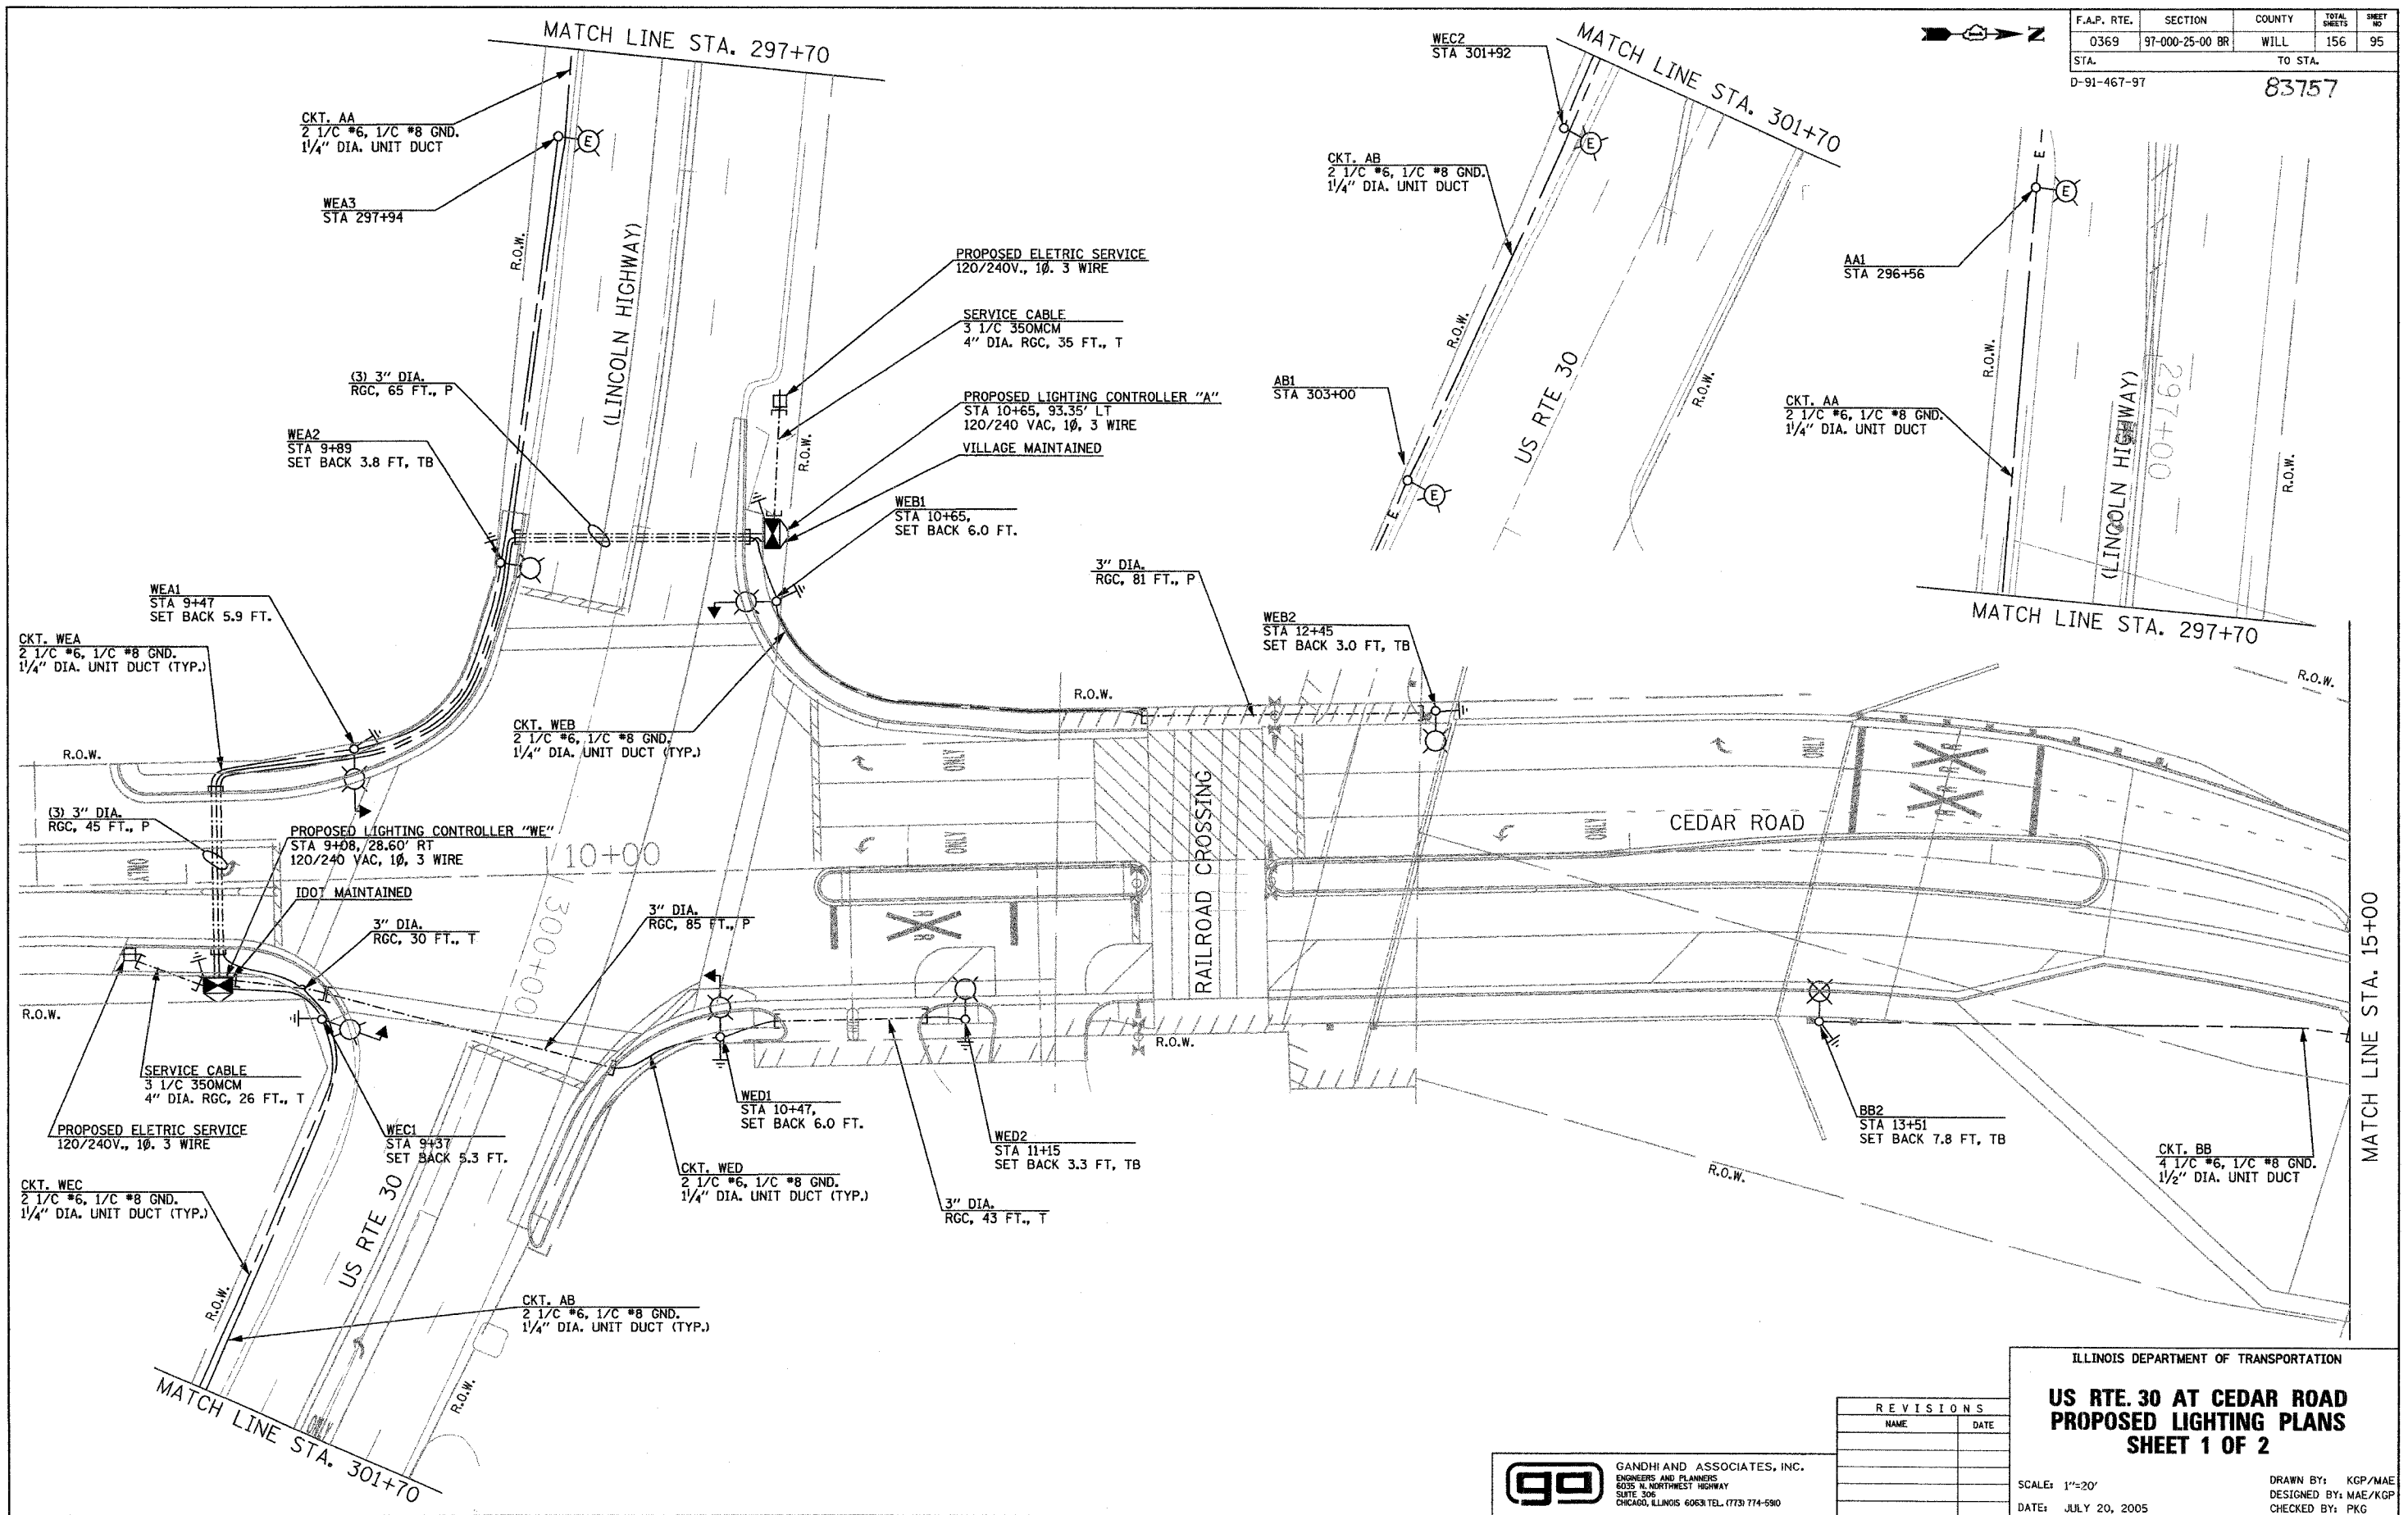 F.A.P. RTE. SECTION COUNTY TOTAL SHEETS SHEET NO
0369 97-000-25-00 BR WILL 156 95
STA. TO STA.
D-91-467-97
83757
N
MATCH LINE STA. 297+70
CKT. AA
2 1/C #6, 1/C #8 GND.
1¼" DIA. UNIT DUCT
WEA3
STA 297+94
R.O.W.
(LINCOLN HIGHWAY)
PROPOSED ELETRIC SERVICE
120/240V., 1Ø. 3 WIRE
SERVICE CABLE
3 1/C 350MCM
4" DIA. RGC, 35 FT., T
(3) 3" DIA.
RGC, 65 FT., P
PROPOSED LIGHTING CONTROLLER "A"
STA 10+65, 93.35' LT
120/240 VAC, 1Ø, 3 WIRE
VILLAGE MAINTAINED
R.O.W.
WEA2
STA 9+89
SET BACK 3.8 FT, TB
WEB1
STA 10+65,
SET BACK 6.0 FT.
WEC2
STA 301+92
MATCH LINE STA. 301+70
CKT. AB
2 1/C #6, 1/C #8 GND.
1¼" DIA. UNIT DUCT
R.O.W.
US RTE 30
R.O.W.
AB1
STA 303+00
E
E
E
E
E
E
AA1
STA 296+56
R.O.W.
CKT. AA
2 1/C #6, 1/C #8 GND.
1¼" DIA. UNIT DUCT
(LINCOLN HIGHWAY)
297+00
R.O.W.
MATCH LINE STA. 297+70
3" DIA.
RGC, 81 FT., P
WEB2
STA 12+45
SET BACK 3.0 FT, TB
WEA1
STA 9+47
SET BACK 5.9 FT.
CKT. WEA
2 1/C #6, 1/C #8 GND.
1¼" DIA. UNIT DUCT (TYP.)
R.O.W.
CKT. WEB
2 1/C #6, 1/C #8 GND.
1¼" DIA. UNIT DUCT (TYP.)
R.O.W.
R.O.W.
ONLY
ONLY
ONLY
ONLY
ONLY
R R
R R
R R
(3) 3" DIA.
RGC, 45 FT., P
PROPOSED LIGHTING CONTROLLER "WE"
STA 9+08, 28.60' RT
120/240 VAC, 1Ø, 3 WIRE
IDOT MAINTAINED
10+00
300+00
RAILROAD CROSSING
CEDAR ROAD
MATCH LINE STA. 15+00
3" DIA.
RGC, 30 FT., T
3" DIA.
RGC, 85 FT., P
R.O.W.
R.O.W.
SERVICE CABLE
3 1/C 350MCM
4" DIA. RGC, 26 FT., T
PROPOSED ELETRIC SERVICE
120/240V., 1Ø. 3 WIRE
WEC1
STA 9+37
SET BACK 5.3 FT.
WED1
STA 10+47,
SET BACK 6.0 FT.
WED2
STA 11+15
SET BACK 3.3 FT, TB
BB2
STA 13+51
SET BACK 7.8 FT, TB
CKT. BB
4 1/C #6, 1/C #8 GND.
1½" DIA. UNIT DUCT
R.O.W.
CKT. WEC
2 1/C #6, 1/C #8 GND.
1¼" DIA. UNIT DUCT (TYP.)
CKT. WED
2 1/C #6, 1/C #8 GND.
1¼" DIA. UNIT DUCT (TYP.)
3" DIA.
RGC, 43 FT., T
US RTE 30
R.O.W.
CKT. AB
2 1/C #6, 1/C #8 GND.
1¼" DIA. UNIT DUCT (TYP.)
R.O.W.
ONLY
MATCH LINE STA. 301+70
ga
GANDHI AND ASSOCIATES, INC.
ENGINEERS AND PLANNERS
6035 N. NORTHWEST HIGHWAY
SUITE 306
CHICAGO, ILLINOIS 60631 TEL. (773) 774-5910
REVISIONS
NAME DATE
ILLINOIS DEPARTMENT OF TRANSPORTATION
US RTE. 30 AT CEDAR ROAD
PROPOSED LIGHTING PLANS
SHEET 1 OF 2
SCALE: 1"=20'
DATE: JULY 20, 2005
DRAWN BY: KGP/MAE
DESIGNED BY: MAE/KGP
CHECKED BY: PKG